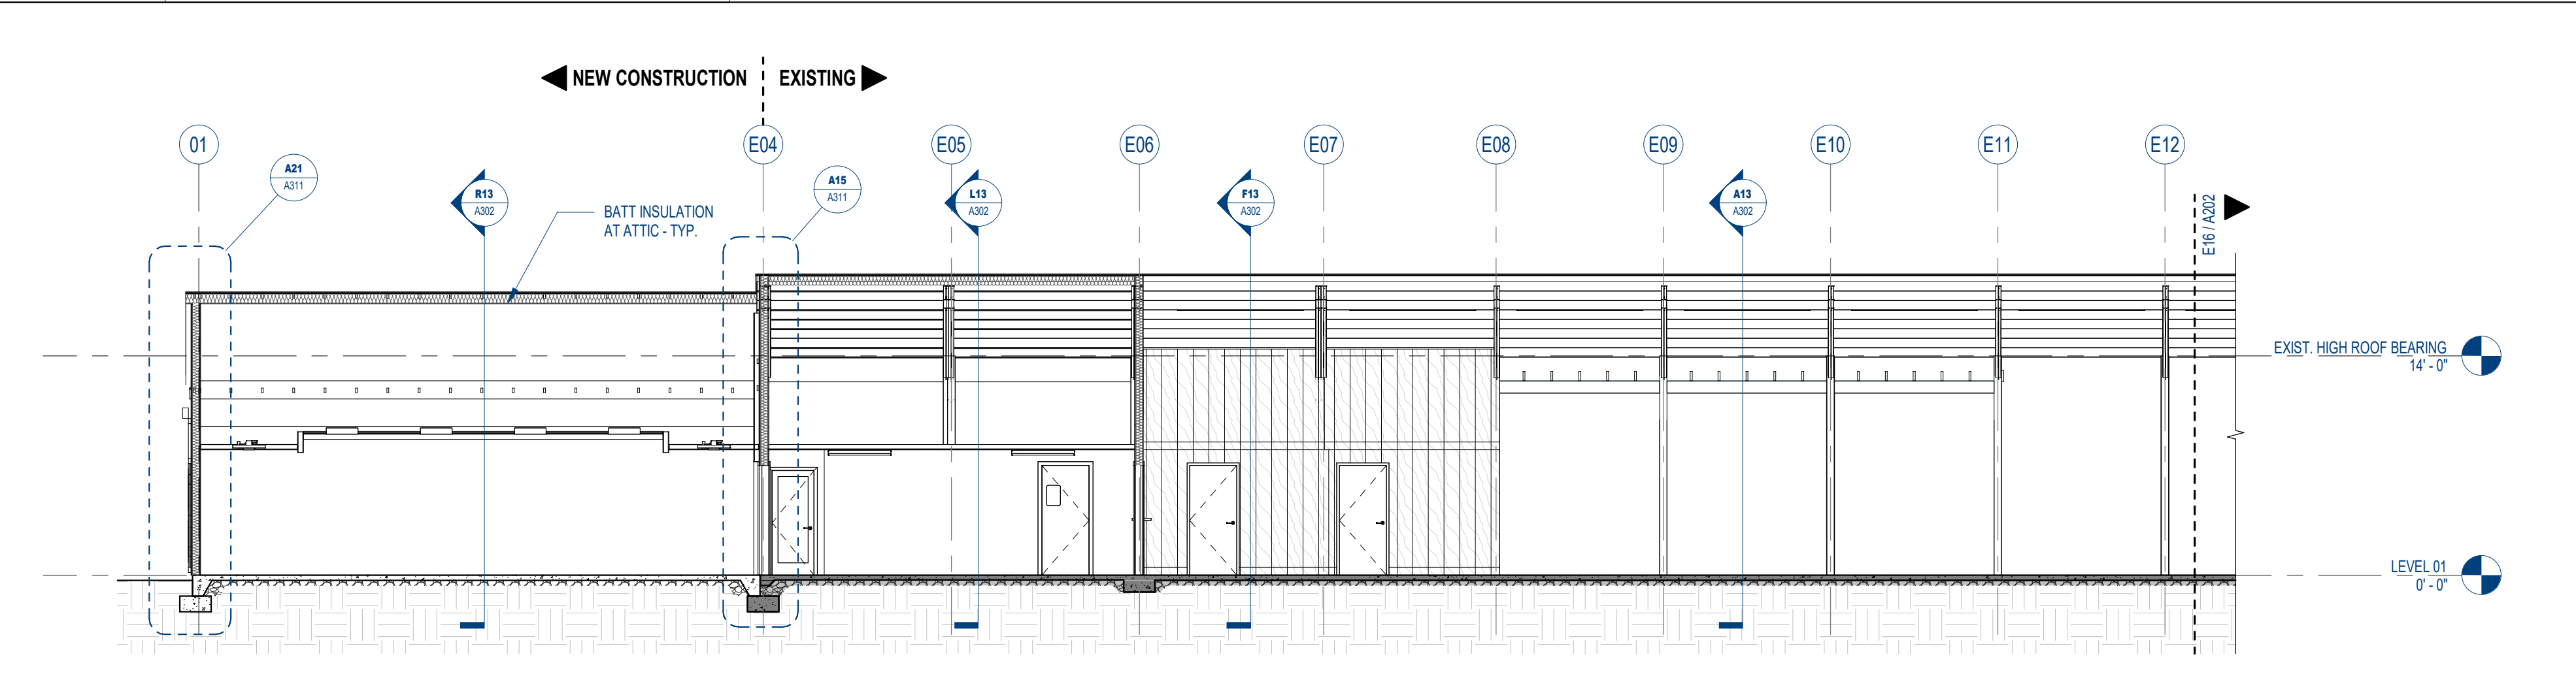 NEW CONSTRUCTION
EXISTING
01
E04
E05
E06
E07
E08
E09
E10
E11
E12
A21
A311
R13
A302
BATT INSULATION
AT ATTIC - TYP.
A15
A311
L13
A302
F13
A302
A13
A302
E16 / A202
EXIST. HIGH ROOF BEARING
14' - 0"
LEVEL 01
0' - 0"